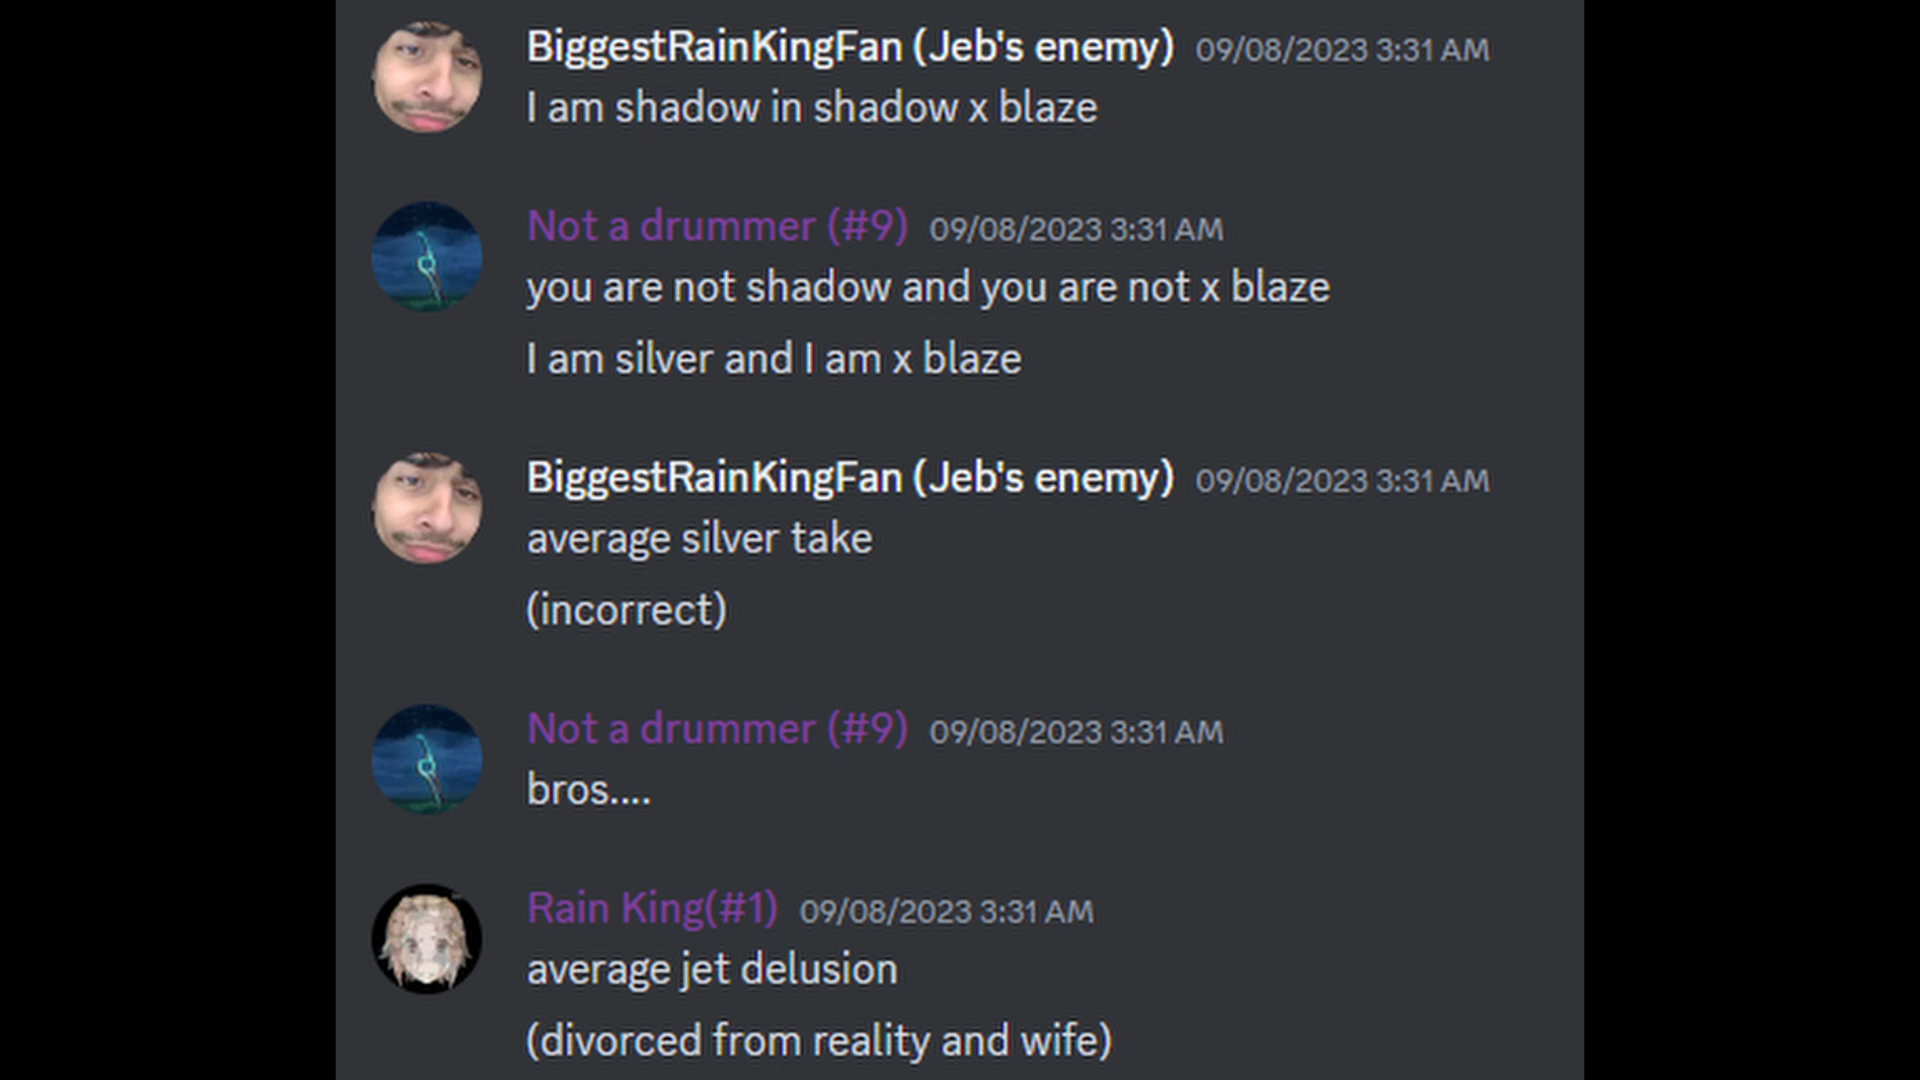 BiggestRainKingFan (Jeb's enemy) 09/08/2023 3:31 AM
I am shadow in shadow x blaze
Not a drummer (#9) 09/08/2023 3:31 AM
you are not shadow and you are not x blaze
I am silver and I am x blaze
BiggestRainKingFan (Jeb's enemy) 09/08/2023 3:31 AM
average silver take
(incorrect)
Not a drummer (#9) 09/08/2023 3:31 AM
bros....
Rain King(#1) 09/08/2023 3:31 AM
average jet delusion
(divorced from reality and wife)